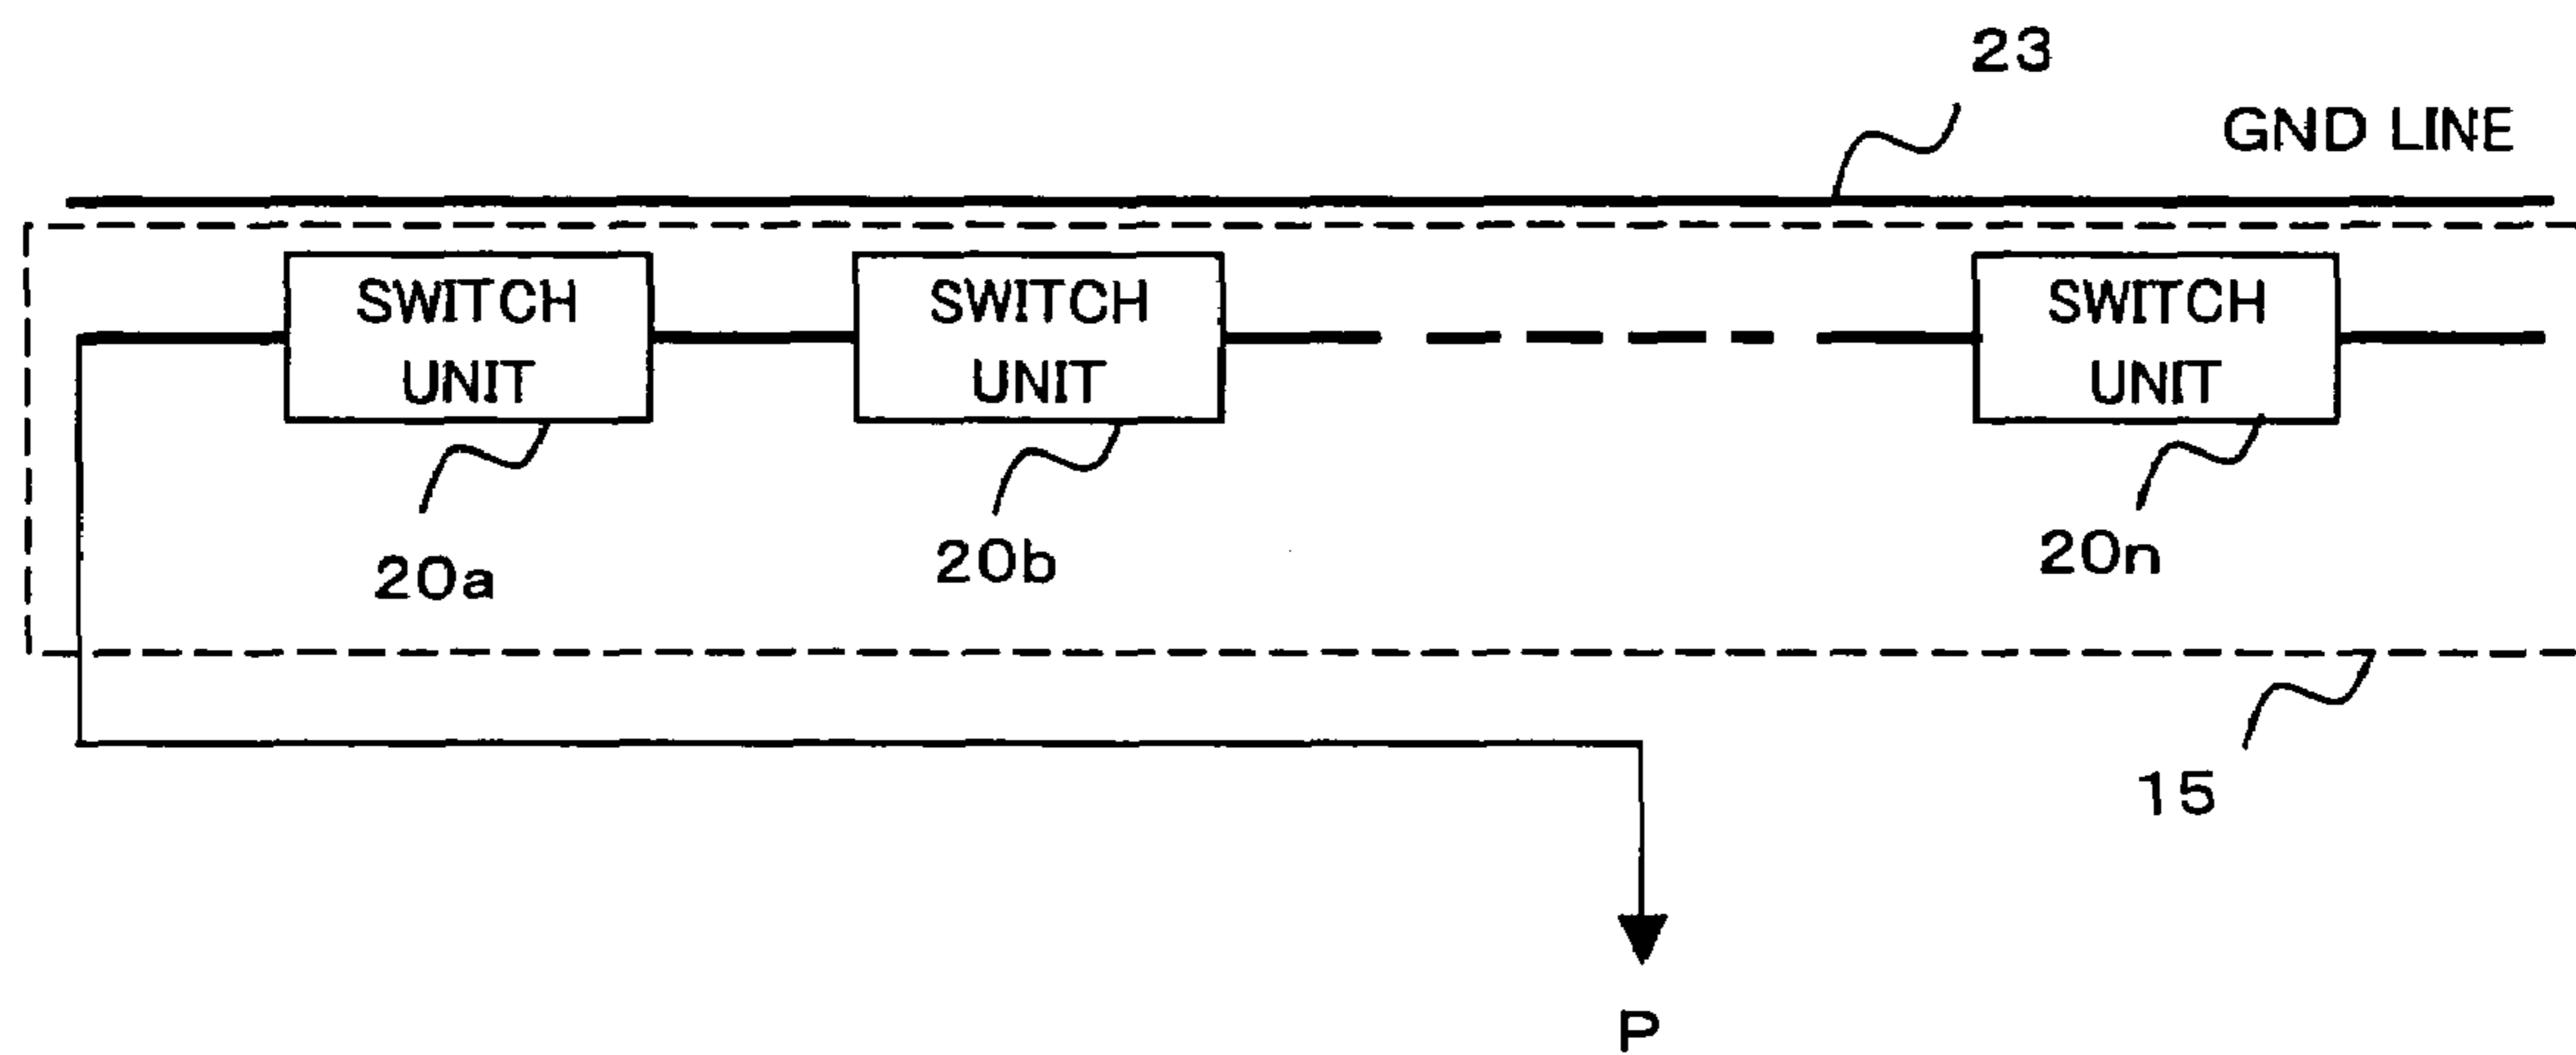 23
GND LINE
SWITCH
UNIT
SWITCH
UNIT
SWITCH
UNIT
20a
20b
20n
15
P